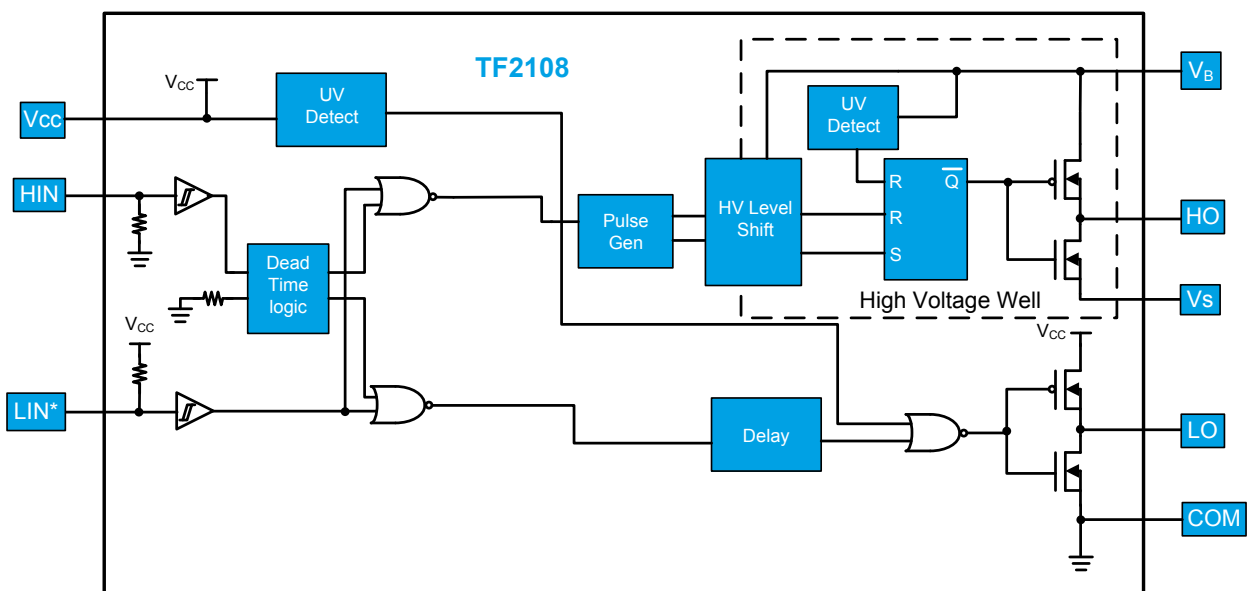 TF2108
VB
VCC
UV
Detect
Vcc
UV
Detect
HIN
R
Q
HV Level
Shift
Pulse
Gen
R
HO
Dead
Time
logic
S
High Voltage Well
Vs
VCC
VCC
LIN*
LO
Delay
COM